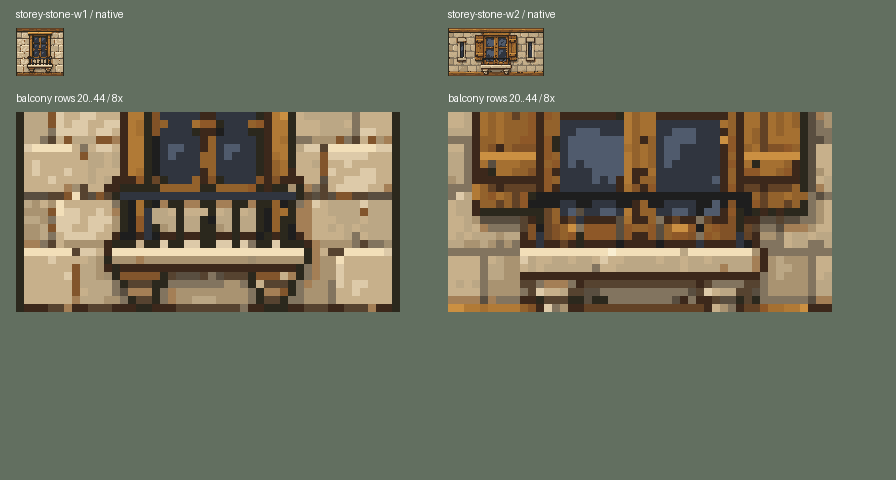 storey-stone-w1 / native
storey-stone-w2 / native
balcony rows 20..44 / 8x
balcony rows 20..44 / 8x